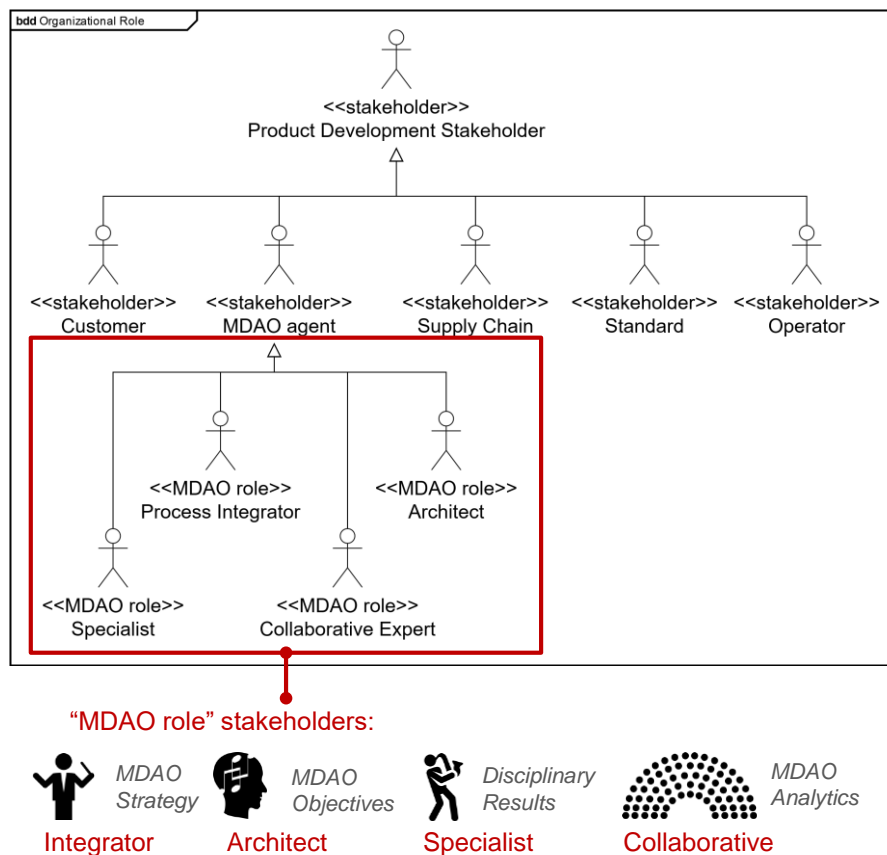 bdd Organizational Role
<<stakeholder>>
Product Development Stakeholder
<<stakeholder>>
Customer
<<stakeholder>>
MDAO agent
<<stakeholder>>
Supply Chain
<<stakeholder>>
Standard
<<stakeholder>>
Operator
<<MDAO role>>
Process Integrator
<<MDAO role>>
Architect
<<MDAO role>>
Specialist
<<MDAO role>>
Collaborative Expert
“MDAO role” stakeholders:
MDAO
Strategy
Integrator
MDAO
Objectives
Architect
Disciplinary
Results
Specialist
MDAO
Analytics
Collaborative